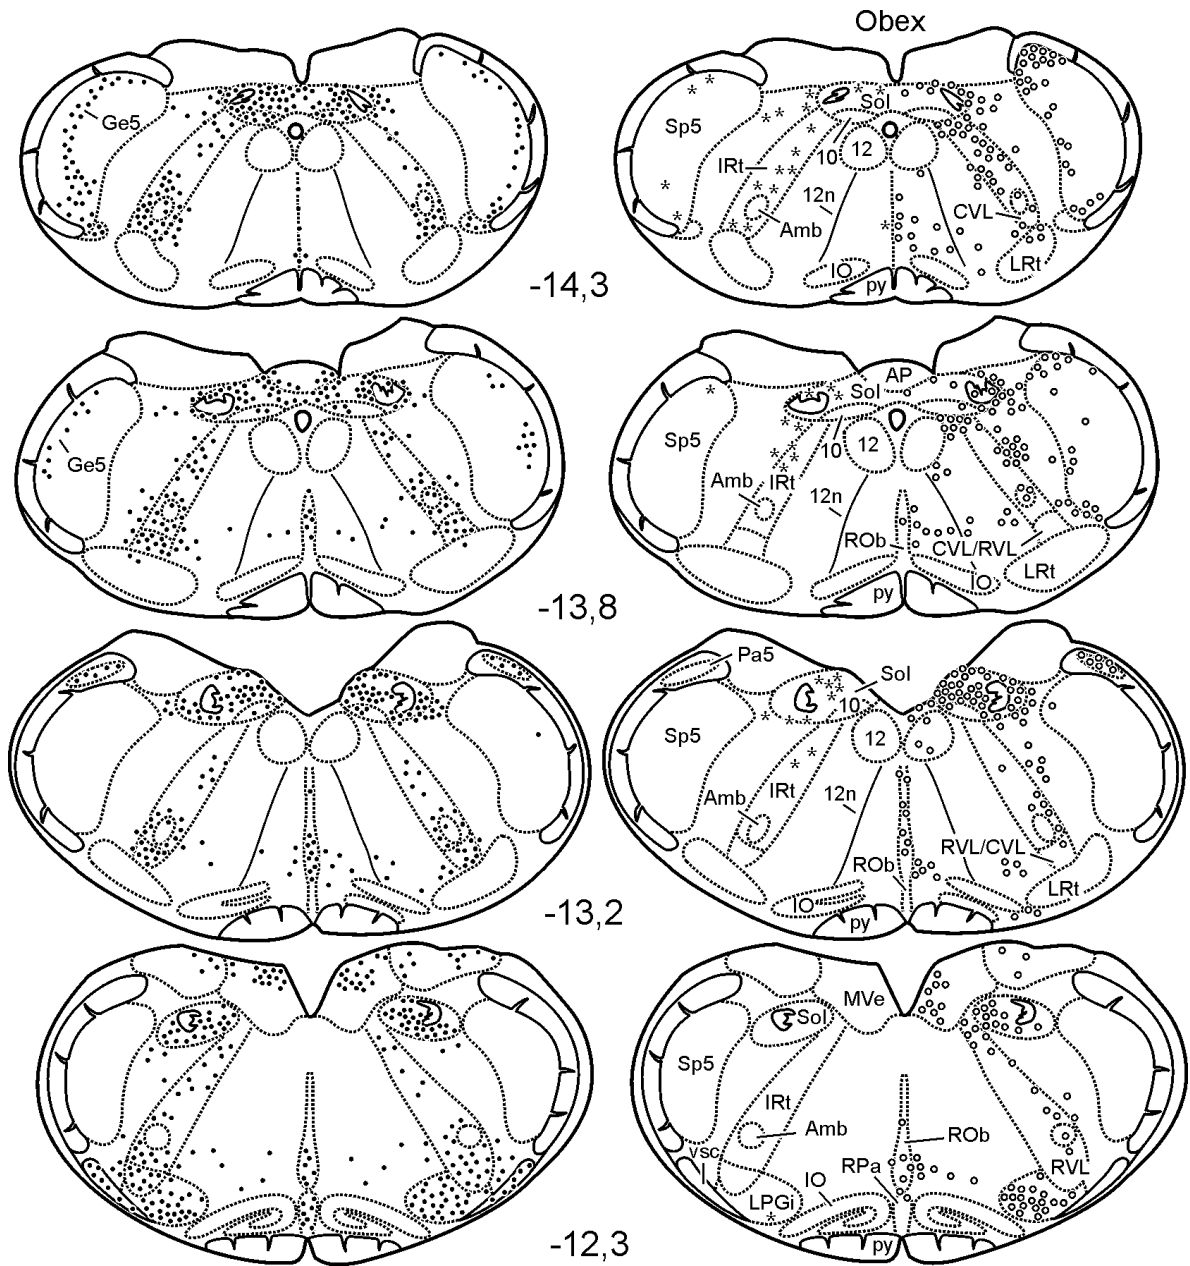 Obex
Ge5
Sp5
Sol
10
12
IRt
12n
Amb
CVL
IO
LRt
py
-14,3
Ge5
AP
Sol
Sp5
10
12
Amb
IRt
12n
ROb
CVL/RVL
IO
LRt
py
-13,8
Pa5
Sol
10
Sp5
12
IRt
Amb
12n
RVL/CVL
ROb
LRt
IO
py
-13,2
MVe
Sol
Sp5
IRt
Amb
ROb
vsc
RPa
IO
RVL
LPGi
py
-12,3